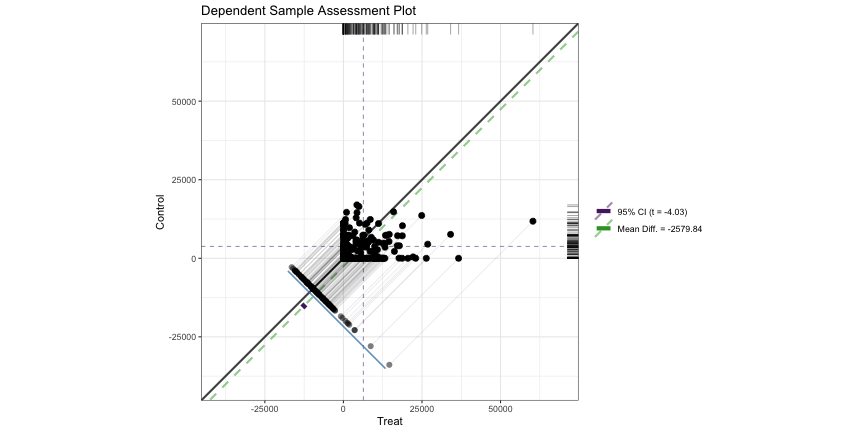 Dependent Sample Assessment Plot
50000
25000
0
-25000
Control
-25000
0
25000
50000
Treat
95% CI (t = -4.03)
Mean Diff. = -2579.84